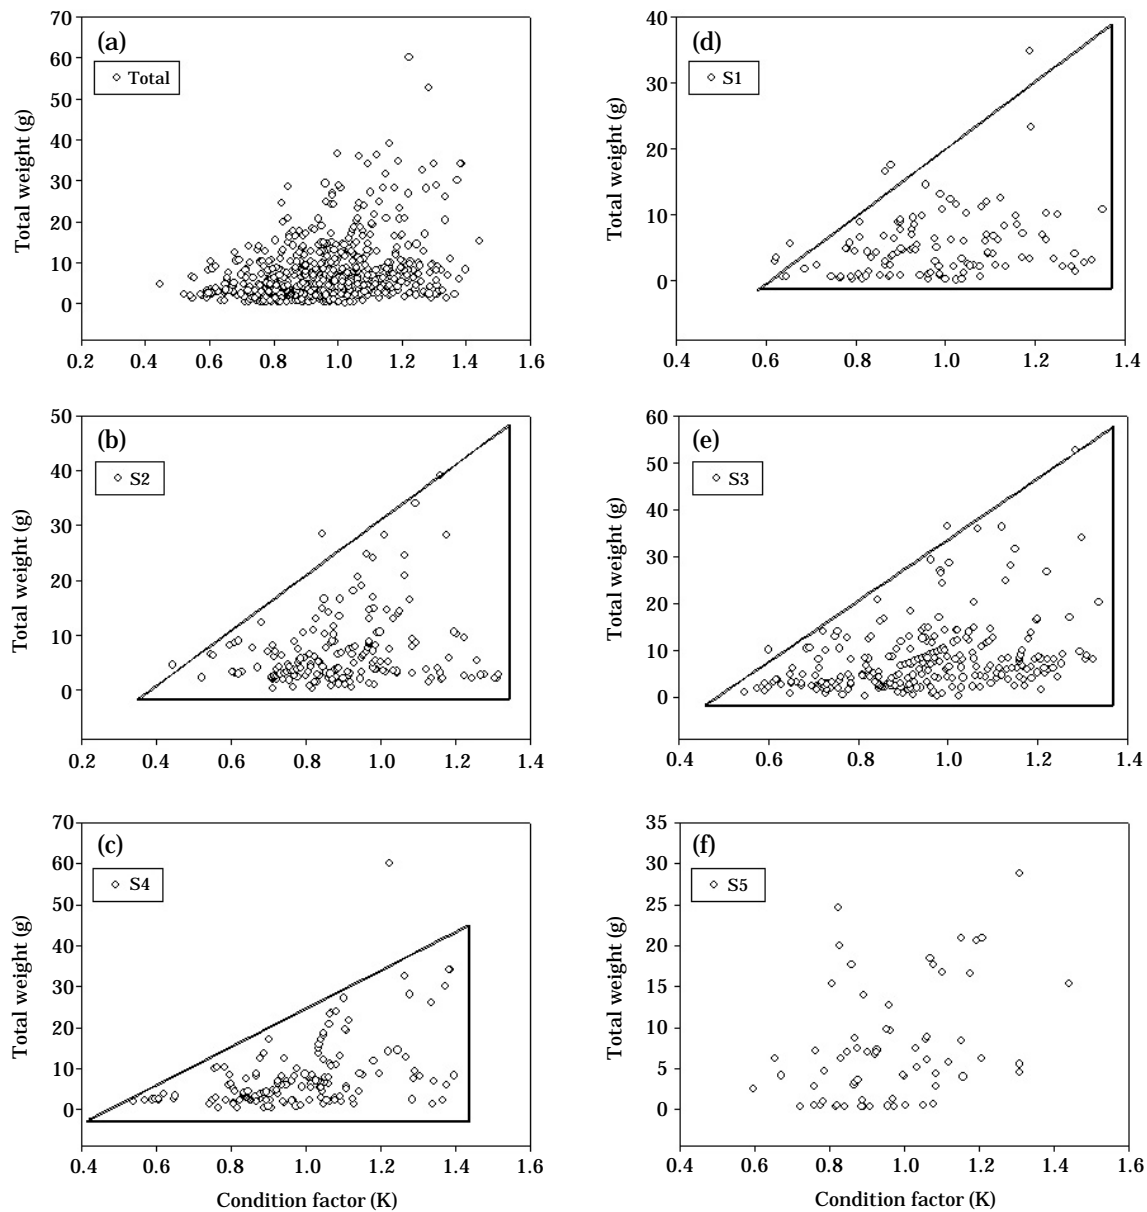 (a)
Total
Total weight (g)
70
60
50
40
30
20
10
0
0.2 0.4 0.6 0.8 1.0 1.2 1.4 1.6
(d)
S1
Total weight (g)
40
30
20
10
0
0.4 0.6 0.8 1.0 1.2 1.4
(b)
S2
Total weight (g)
50
40
30
20
10
0
0.2 0.4 0.6 0.8 1.0 1.2 1.4
(e)
S3
Total weight (g)
60
50
40
30
20
10
0
0.4 0.6 0.8 1.0 1.2 1.4
(c)
S4
Total weight (g)
70
60
50
40
30
20
10
0
0.4 0.6 0.8 1.0 1.2 1.4 1.6
Condition factor (K)
(f)
S5
Total weight (g)
35
30
25
20
15
10
5
0
0.4 0.6 0.8 1.0 1.2 1.4 1.6
Condition factor (K)